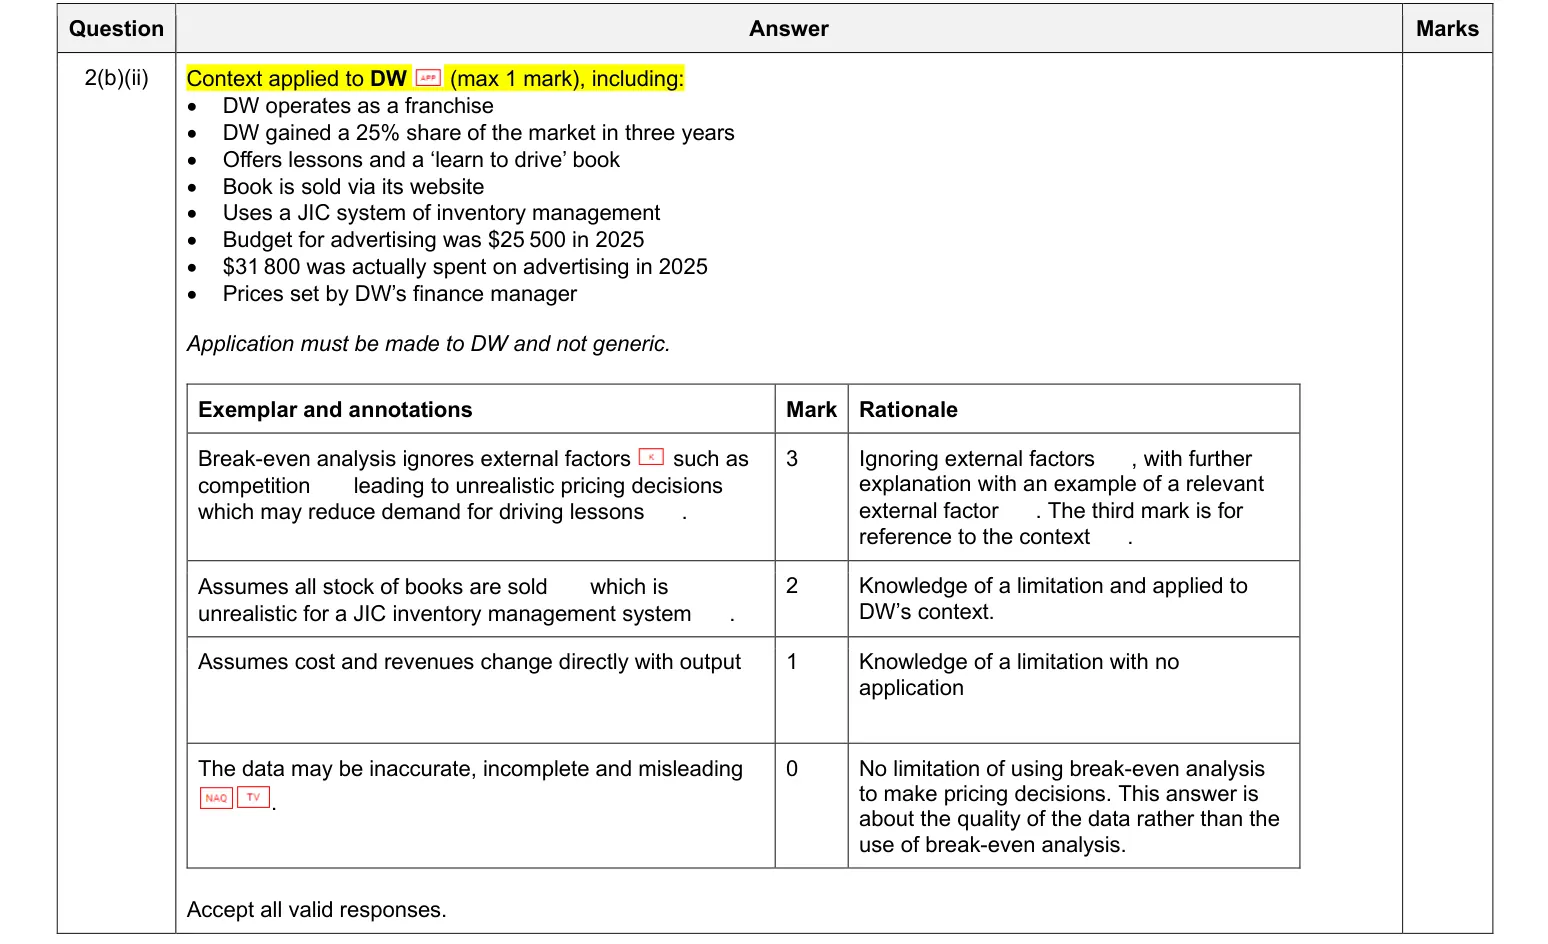 Question Answer Marks
2(b)(ii) Context applied to DW APP (max 1 mark), including:
• DW operates as a franchise
• DW gained a 25% share of the market in three years
• Offers lessons and a ‘learn to drive’ book
• Book is sold via its website
• Uses a JIC system of inventory management
• Budget for advertising was $25 500 in 2025
• $31 800 was actually spent on advertising in 2025
• Prices set by DW’s finance manager
Application must be made to DW and not generic.
Exemplar and annotations Mark Rationale
Break-even analysis ignores external factors K such as
competition leading to unrealistic pricing decisions
which may reduce demand for driving lessons .
3
Ignoring external factors , with further
explanation with an example of a relevant
external factor . The third mark is for
reference to the context .
Assumes all stock of books are sold which is
unrealistic for a JIC inventory management system .
2
Knowledge of a limitation and applied to
DW’s context.
Assumes cost and revenues change directly with output
1
Knowledge of a limitation with no
application
The data may be inaccurate, incomplete and misleading
NAQ TV .
0
No limitation of using break-even analysis
to make pricing decisions. This answer is
about the quality of the data rather than the
use of break-even analysis.
Accept all valid responses.